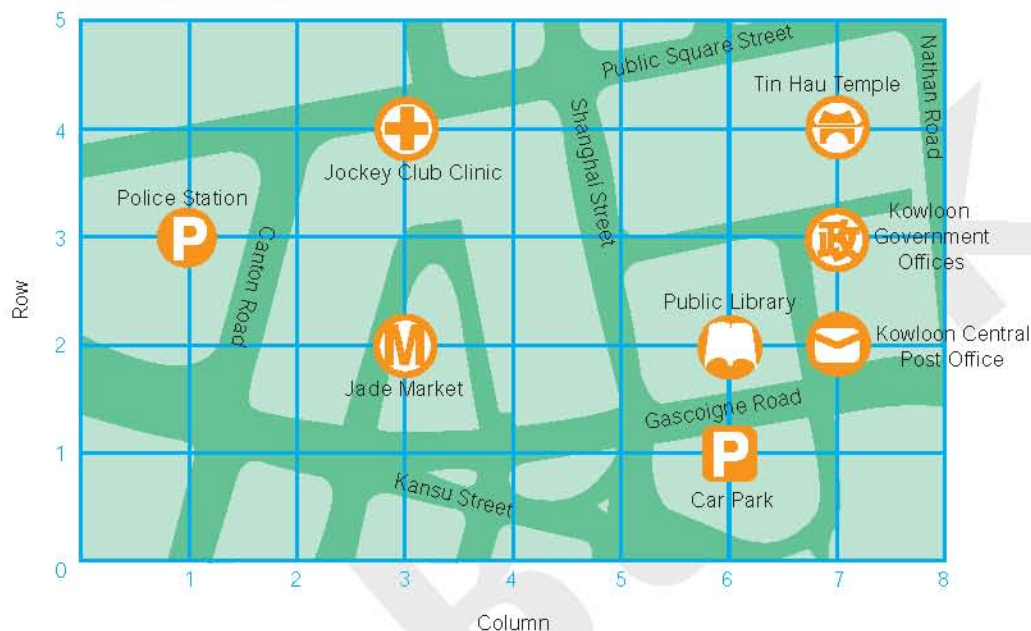 5
4
3
2
1
0
1
2
3
4
5
6
7
8
Row
Column
Public Square Street
Nathan Road
Tin Hau Temple
Shanghai Street
Jockey Club Clinic
Police Station
P
Canton Road
政
Kowloon
Government
Offices
Public Library
M
Jade Market
Kowloon Central
Post Office
Gascoigne Road
P
Car Park
Kansu Street